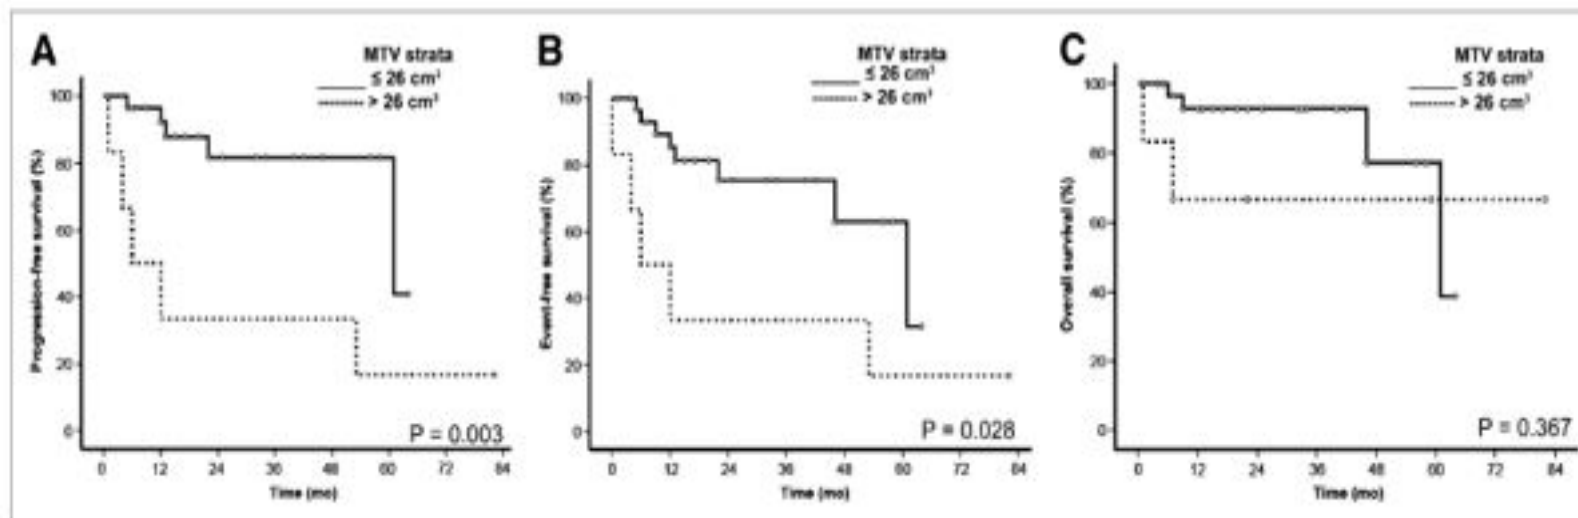 A
MTV strata
≤ 26 cm³
> 26 cm³
Progression-free survival (%)
100
80
60
40
20
0
0 12 24 36 48 60 72 84
Time (mo)
P = 0.003
B
MTV strata
≤ 26 cm³
> 26 cm³
Event-free survival (%)
100
80
60
40
20
0
0 12 24 36 48 60 72 84
Time (mo)
P = 0.028
C
MTV strata
≤ 26 cm³
> 26 cm³
Overall survival (%)
100
80
60
40
20
0
0 12 24 36 48 60 72 84
Time (mo)
P = 0.367